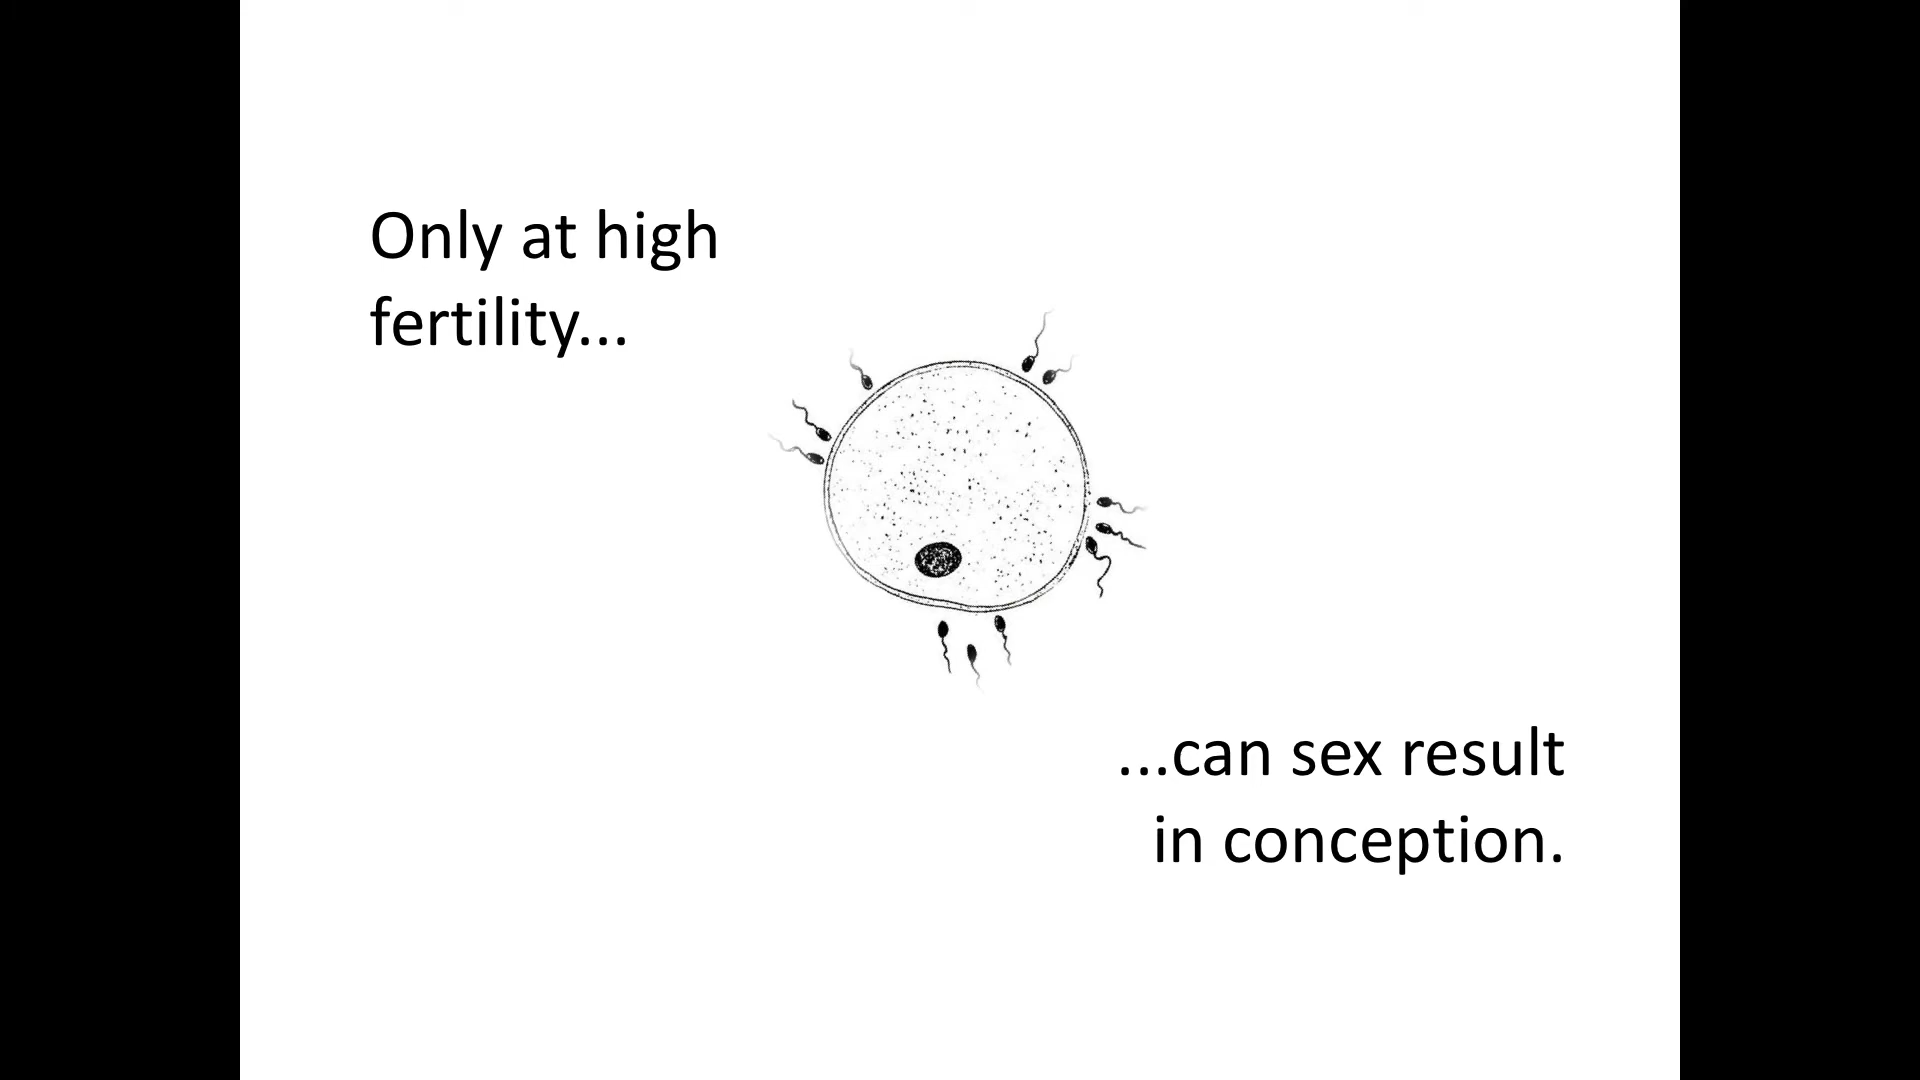 Only at high
fertility...
...can sex result
in conception.